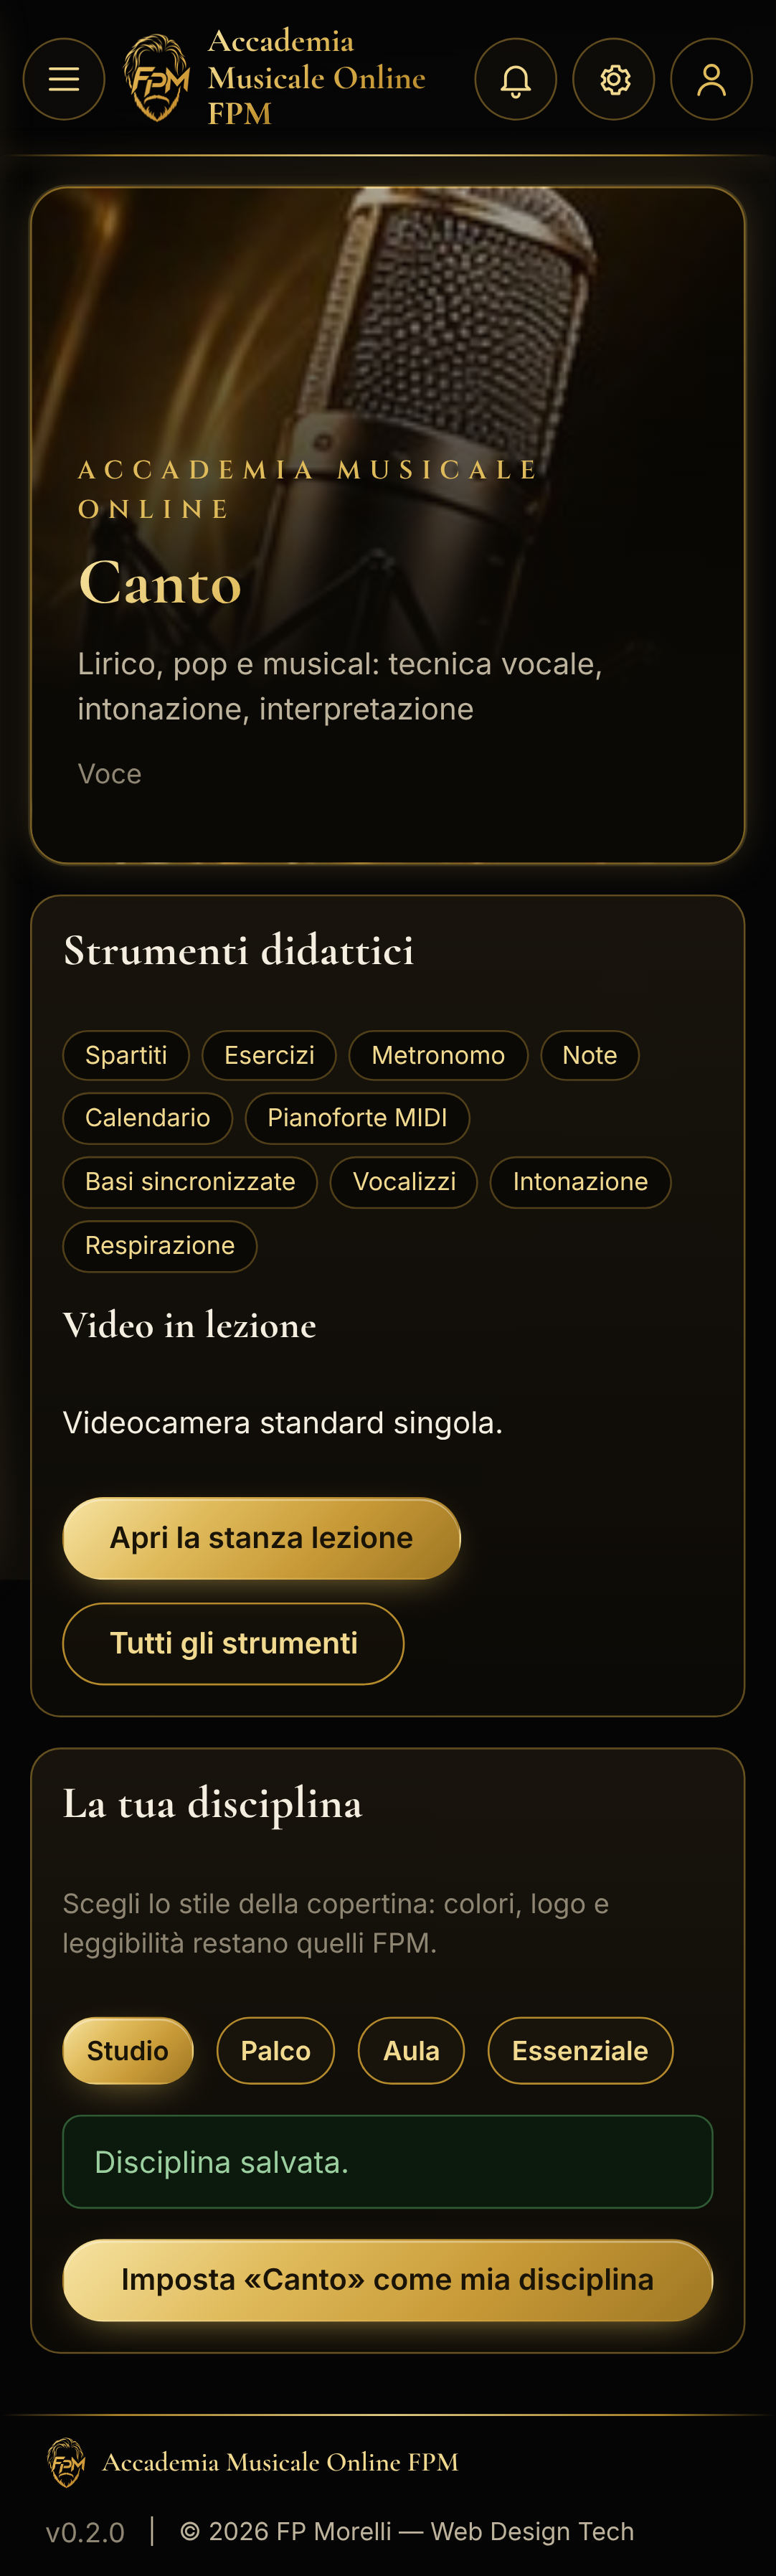 FPM
Accademia
Musicale Online
FPM
ACCADEMIA MUSICALE
ONLINE
Canto
Lirico, pop e musical: tecnica vocale,
intonazione, interpretazione
Voce
Strumenti didattici
Spartiti Esercizi Metronomo Note
Calendario Pianoforte MIDI
Basi sincronizzate Vocalizzi Intonazione
Respirazione
Video in lezione
Videocamera standard singola.
Apri la stanza lezione
Tutti gli strumenti
La tua disciplina
Scegli lo stile della copertina: colori, logo e
leggibilità restano quelli FPM.
Studio Palco Aula Essenziale
Disciplina salvata.
Imposta «Canto» come mia disciplina
FPM Accademia Musicale Online FPM
v0.2.0 | © 2026 FP Morelli — Web Design Tech